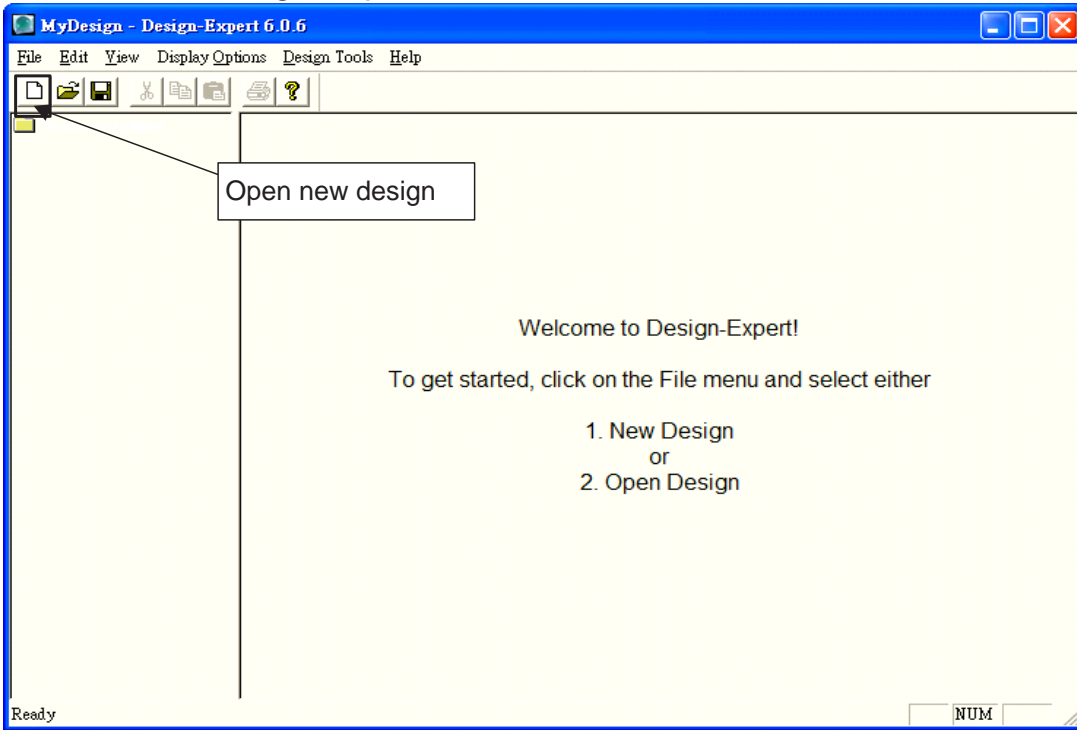 MyDesign - Design-Expert 6.0.6
File Edit View Display Options Design Tools Help
Open new design
Welcome to Design-Expert!
To get started, click on the File menu and select either
1. New Design
or
2. Open Design
Ready NUM